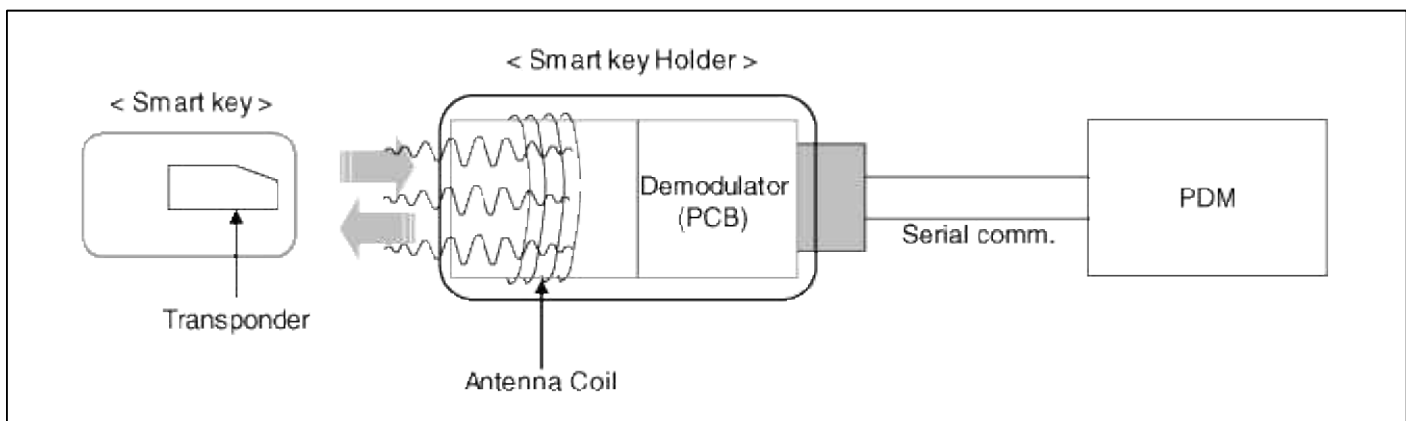 < Smart key Holder >
< Smart key >
Demodulator
(PCB)
PDM
Serial comm.
Transponder
Antenna Coil